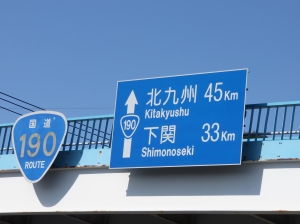 国道
190
ROUTE
北九州 45Km
Kitakyushu
190
下関 33Km
Shimonoseki